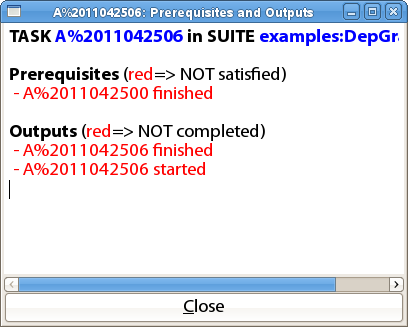 A%2011042506: Prerequisites and Outputs
TASK A%2011042506 in SUITE examples:DepGra
Prerequisites (red=> NOT satisfied)
- A%2011042500 finished
Outputs (red=> NOT completed)
- A%2011042506 finished
- A%2011042506 started
Close